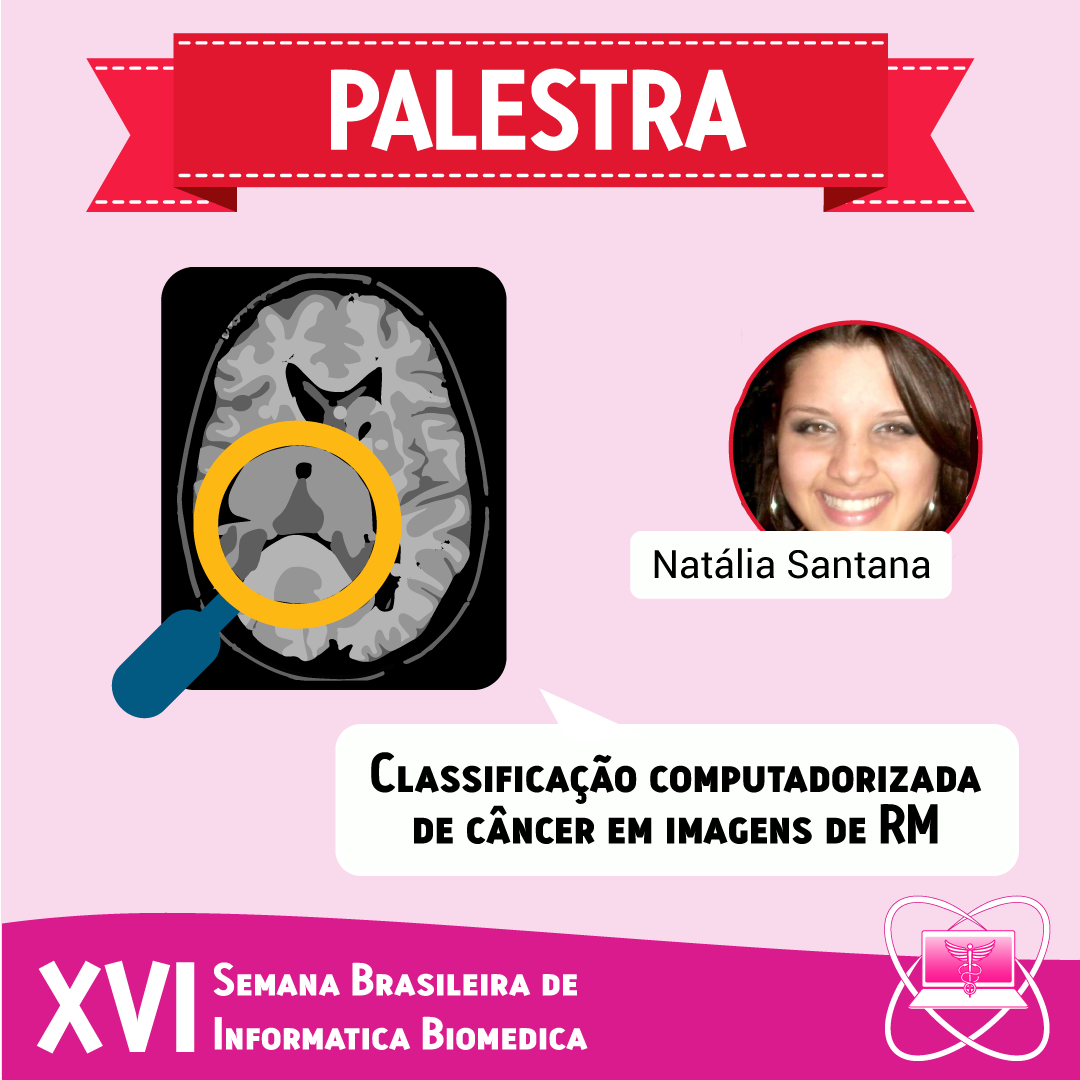 PALESTRA
Natália Santana
Classificação computadorizada
de câncer em imagens de RM
XVI Semana Brasileira de
Informatica Biomedica